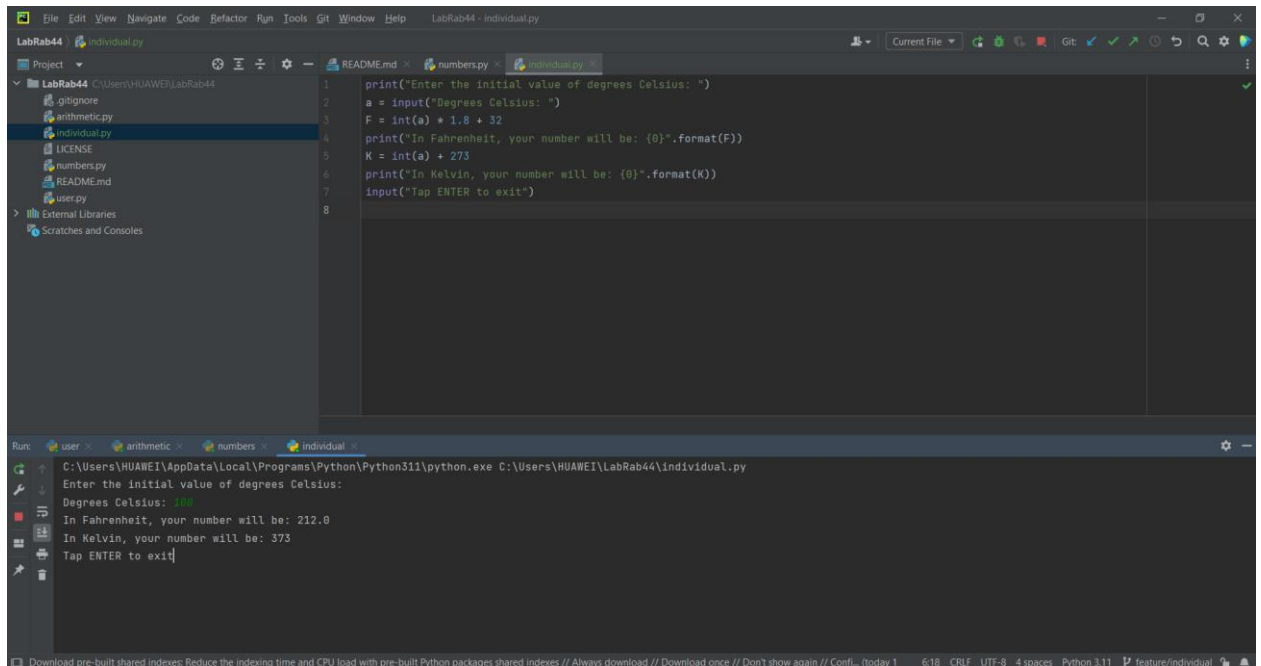 File Edit View Navigate Code Refactor Run Tools Git Window Help LabRab44 - individual.py
LabRab44 individual.py Current File Git:
Project
README.md numbers.py individual.py
LabRab44 C:\Users\HUAWEI\LabRab44
.gitignore
arithmetic.py
individual.py
LICENSE
numbers.py
README.md
user.py
External Libraries
Scratches and Consoles
1 print("Enter the initial value of degrees Celsius: ")
2 a = input("Degrees Celsius: ")
3 F = int(a) * 1.8 + 32
4 print("In Fahrenheit, your number will be: {0}".format(F))
5 K = int(a) + 273
6 print("In Kelvin, your number will be: {0}".format(K))
7 input("Tap ENTER to exit")
8
Run: user arithmetic numbers individual
C:\Users\HUAWEI\AppData\Local\Programs\Python\Python311\python.exe C:\Users\HUAWEI\LabRab44\individual.py
Enter the initial value of degrees Celsius:
Degrees Celsius: 100
In Fahrenheit, your number will be: 212.0
In Kelvin, your number will be: 373
Tap ENTER to exit
Download pre-built shared indexes: Reduce the indexing time and CPU load with pre-built Python packages shared indexes // Always download // Download once // Don't show again // Confi... (today 1 6:18 CRLF UTF-8 4 spaces Python 3.11 feature/individual